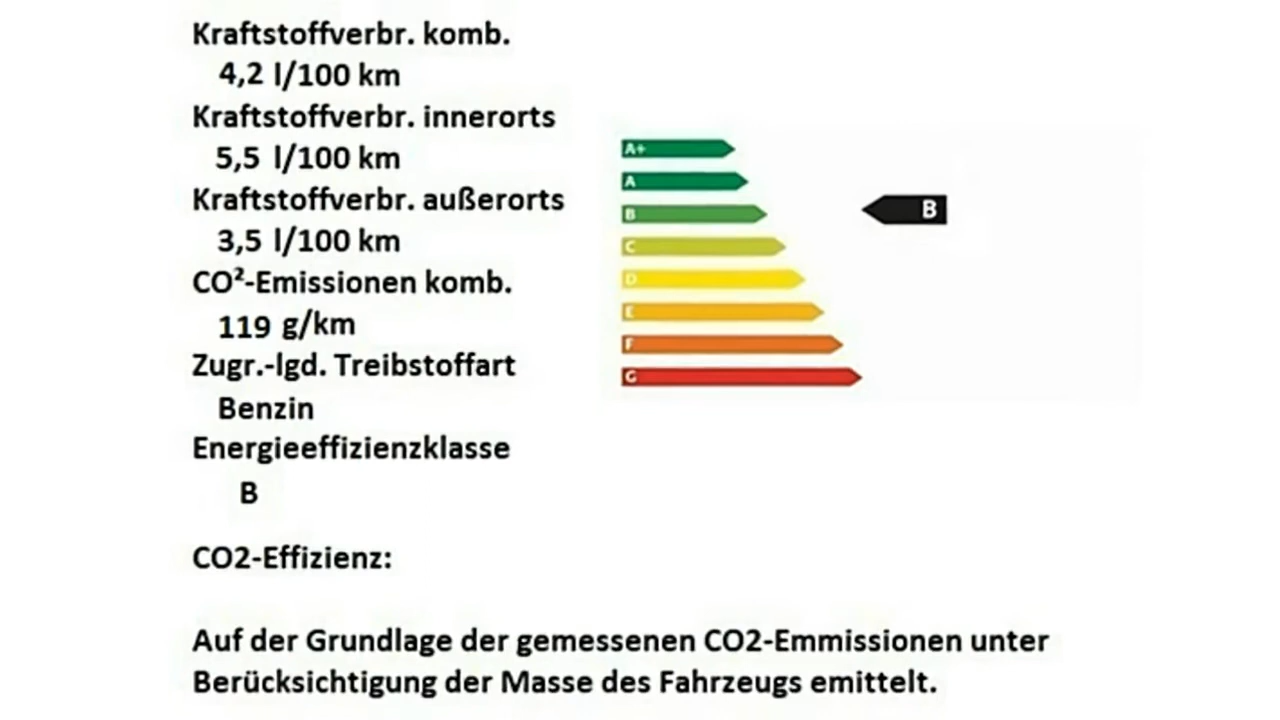 Kraftstoffverbr. komb.
4,2 l/100 km
Kraftstoffverbr. innerorts
5,5 l/100 km
Kraftstoffverbr. außerorts
3,5 l/100 km
CO²-Emissionen komb.
119 g/km
Zugr.-lgd. Treibstoffart
Benzin
Energieeffizienzklasse
B
A+
A
B
B
C
D
E
F
G
CO2-Effizienz:
Auf der Grundlage der gemessenen CO2-Emmissionen unter
Berücksichtigung der Masse des Fahrzeugs emittelt.